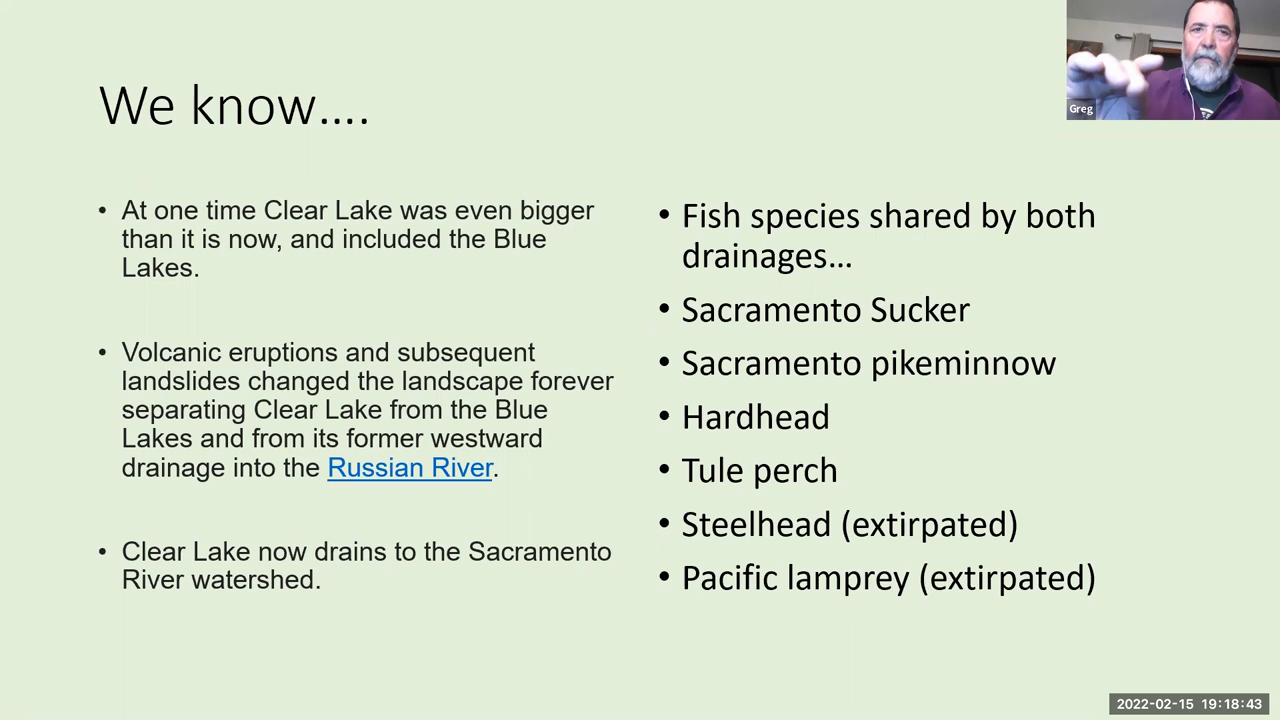 We know....
• At one time Clear Lake was even bigger
than it is now, and included the Blue
Lakes.
• Volcanic eruptions and subsequent
landslides changed the landscape forever
separating Clear Lake from the Blue
Lakes and from its former westward
drainage into the Russian River.
• Clear Lake now drains to the Sacramento
River watershed.
• Fish species shared by both
drainages...
• Sacramento Sucker
• Sacramento pikeminnow
• Hardhead
• Tule perch
• Steelhead (extirpated)
• Pacific lamprey (extirpated)
Greg
2022-02-15 19:18:43